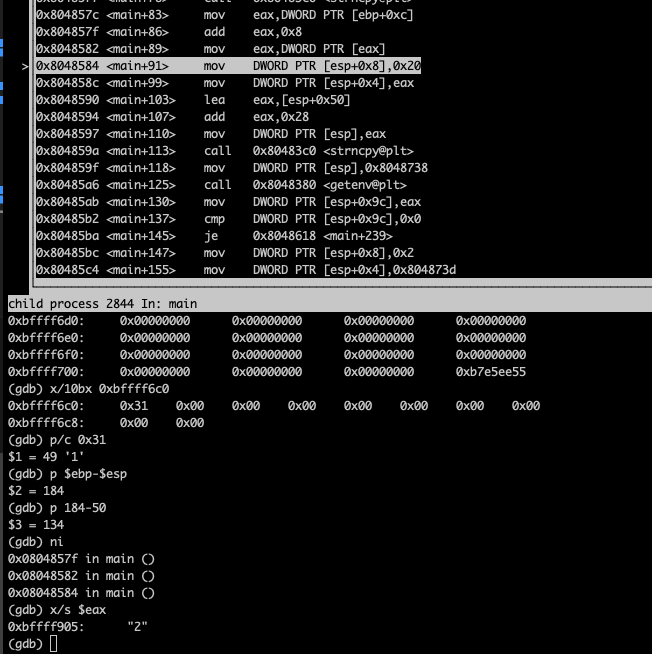 0x804857c <main+83> mov eax,DWORD PTR [ebp+0xc]
0x804857f <main+86> add eax,0x8
0x8048582 <main+89> mov eax,DWORD PTR [eax]
> 0x8048584 <main+91> mov DWORD PTR [esp+0x8],0x20
0x804858c <main+99> mov DWORD PTR [esp+0x4],eax
0x8048590 <main+103> lea eax,[esp+0x50]
0x8048594 <main+107> add eax,0x28
0x8048597 <main+110> mov DWORD PTR [esp],eax
0x804859a <main+113> call 0x80483c0 <strncpy@plt>
0x804859f <main+118> mov DWORD PTR [esp],0x8048738
0x80485a6 <main+125> call 0x8048380 <getenv@plt>
0x80485ab <main+130> mov DWORD PTR [esp+0x9c],eax
0x80485b2 <main+137> cmp DWORD PTR [esp+0x9c],0x0
0x80485ba <main+145> je 0x8048618 <main+239>
0x80485bc <main+147> mov DWORD PTR [esp+0x8],0x2
0x80485c4 <main+155> mov DWORD PTR [esp+0x4],0x804873d
child process 2844 In: main
0xbffff6d0: 0x00000000 0x00000000 0x00000000 0x00000000
0xbffff6e0: 0x00000000 0x00000000 0x00000000 0x00000000
0xbffff6f0: 0x00000000 0x00000000 0x00000000 0x00000000
0xbffff700: 0x00000000 0x00000000 0x00000000 0xb7e5ee55
(gdb) x/10bx 0xbffff6c0
0xbffff6c0: 0x31 0x00 0x00 0x00 0x00 0x00 0x00 0x00
0xbffff6c8: 0x00 0x00
(gdb) p/c 0x31
$1 = 49 '1'
(gdb) p $ebp-$esp
$2 = 184
(gdb) p 184-50
$3 = 134
(gdb) ni
0x0804857f in main ()
0x08048582 in main ()
0x08048584 in main ()
(gdb) x/s $eax
0xbffff905: "2"
(gdb)